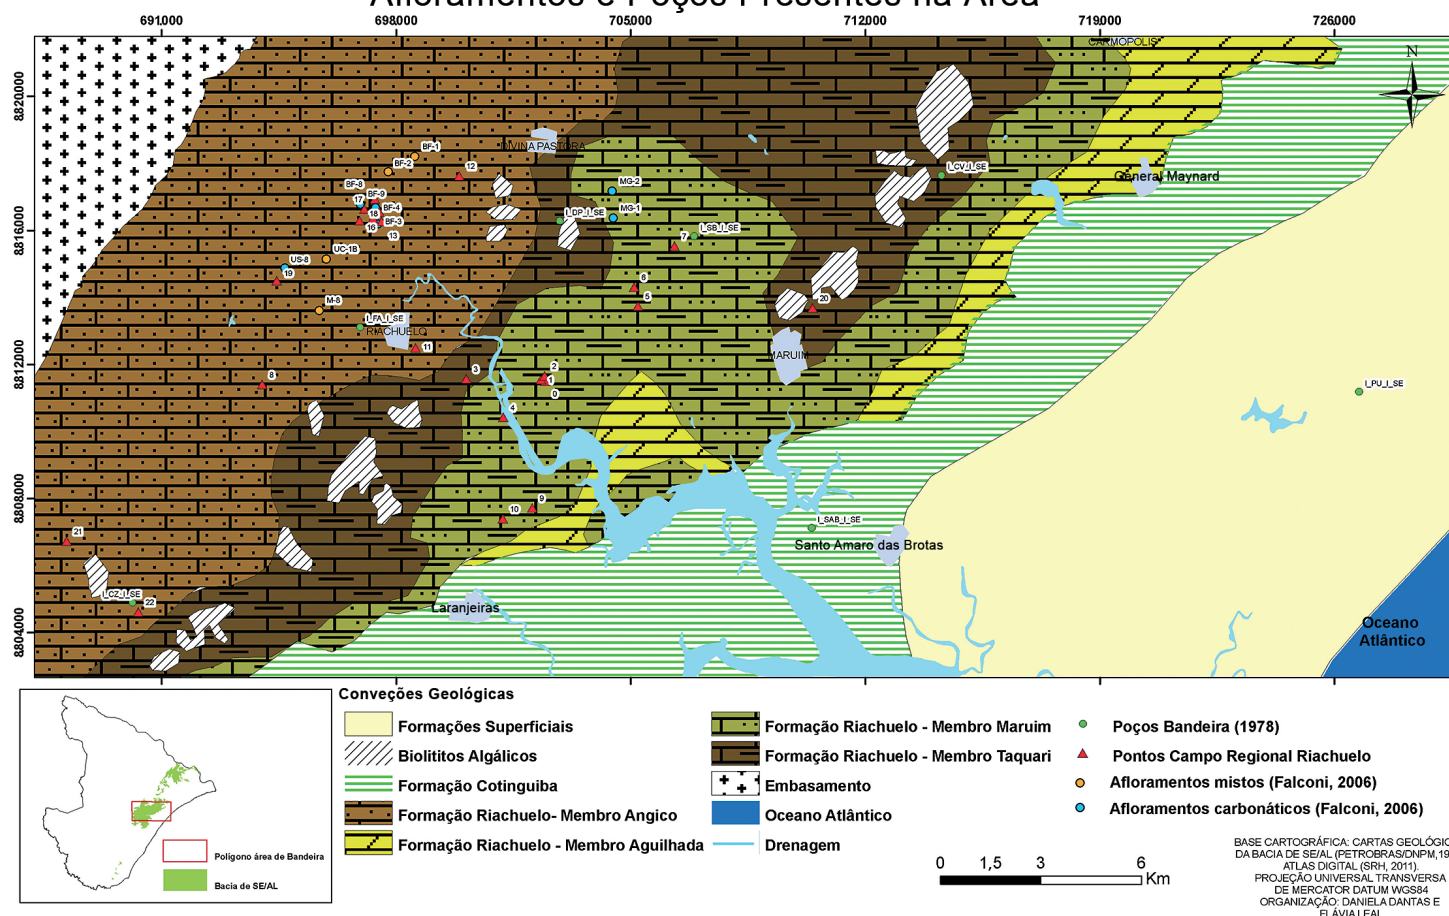 Afloramentos e Poços Presentes na Área
691000
698000
705000
712000
719000
726000
8820000
8816000
8812000
8808000
8804000
CARMOPOLIS
N
DIVINA PASTORA
BF-1
BF-2
12
BF-8
BF-9
17
BF-4
18
BF-3
16
13
MG-2
MG-1
I_DP_I_SE
I_SB_I_SE
7
I_CV_I_SE
General Maynard
UC-1B
US-8
19
6
5
20
M-8
I_FA_I_SE
RIACHUELO
11
MARUIM
8
3
2
1
0
4
I_PU_I_SE
9
10
21
I_SAB_I_SE
Santo Amaro das Brotas
I_CZ_I_SE
22
Laranjeiras
Oceano
Atlântico
Conveções Geológicas
Formações Superficiais
Biolititos Algálicos
Formação Cotinguiba
Formação Riachuelo- Membro Angico
Formação Riachuelo - Membro Aguilhada
Formação Riachuelo - Membro Maruim
Formação Riachuelo - Membro Taquari
Embasamento
Oceano Atlântico
Drenagem
Poços Bandeira (1978)
Pontos Campo Regional Riachuelo
Afloramentos mistos (Falconi, 2006)
Afloramentos carbonáticos (Falconi, 2006)
Polígono área de Bandeira
Bacia de SE/AL
0 1,5 3 6
Km
BASE CARTOGRÁFICA: CARTAS GEOLÓGIC
DA BACIA DE SE/AL (PETROBRAS/DNPM,19
ATLAS DIGITAL (SRH, 2011).
PROJEÇÃO UNIVERSAL TRANSVERSA
DE MERCATOR DATUM WGS84
ORGANIZAÇÃO: DANIELA DANTAS E
FLÁVIA LEAL